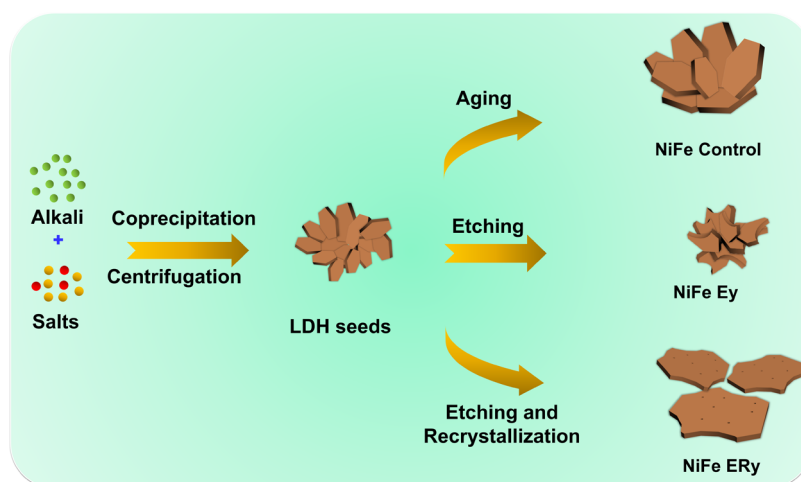 Alkali
+
Salts
Coprecipitation
Centrifugation
LDH seeds
Aging
Etching
Etching and
Recrystallization
NiFe Control
NiFe Ey
NiFe ERy